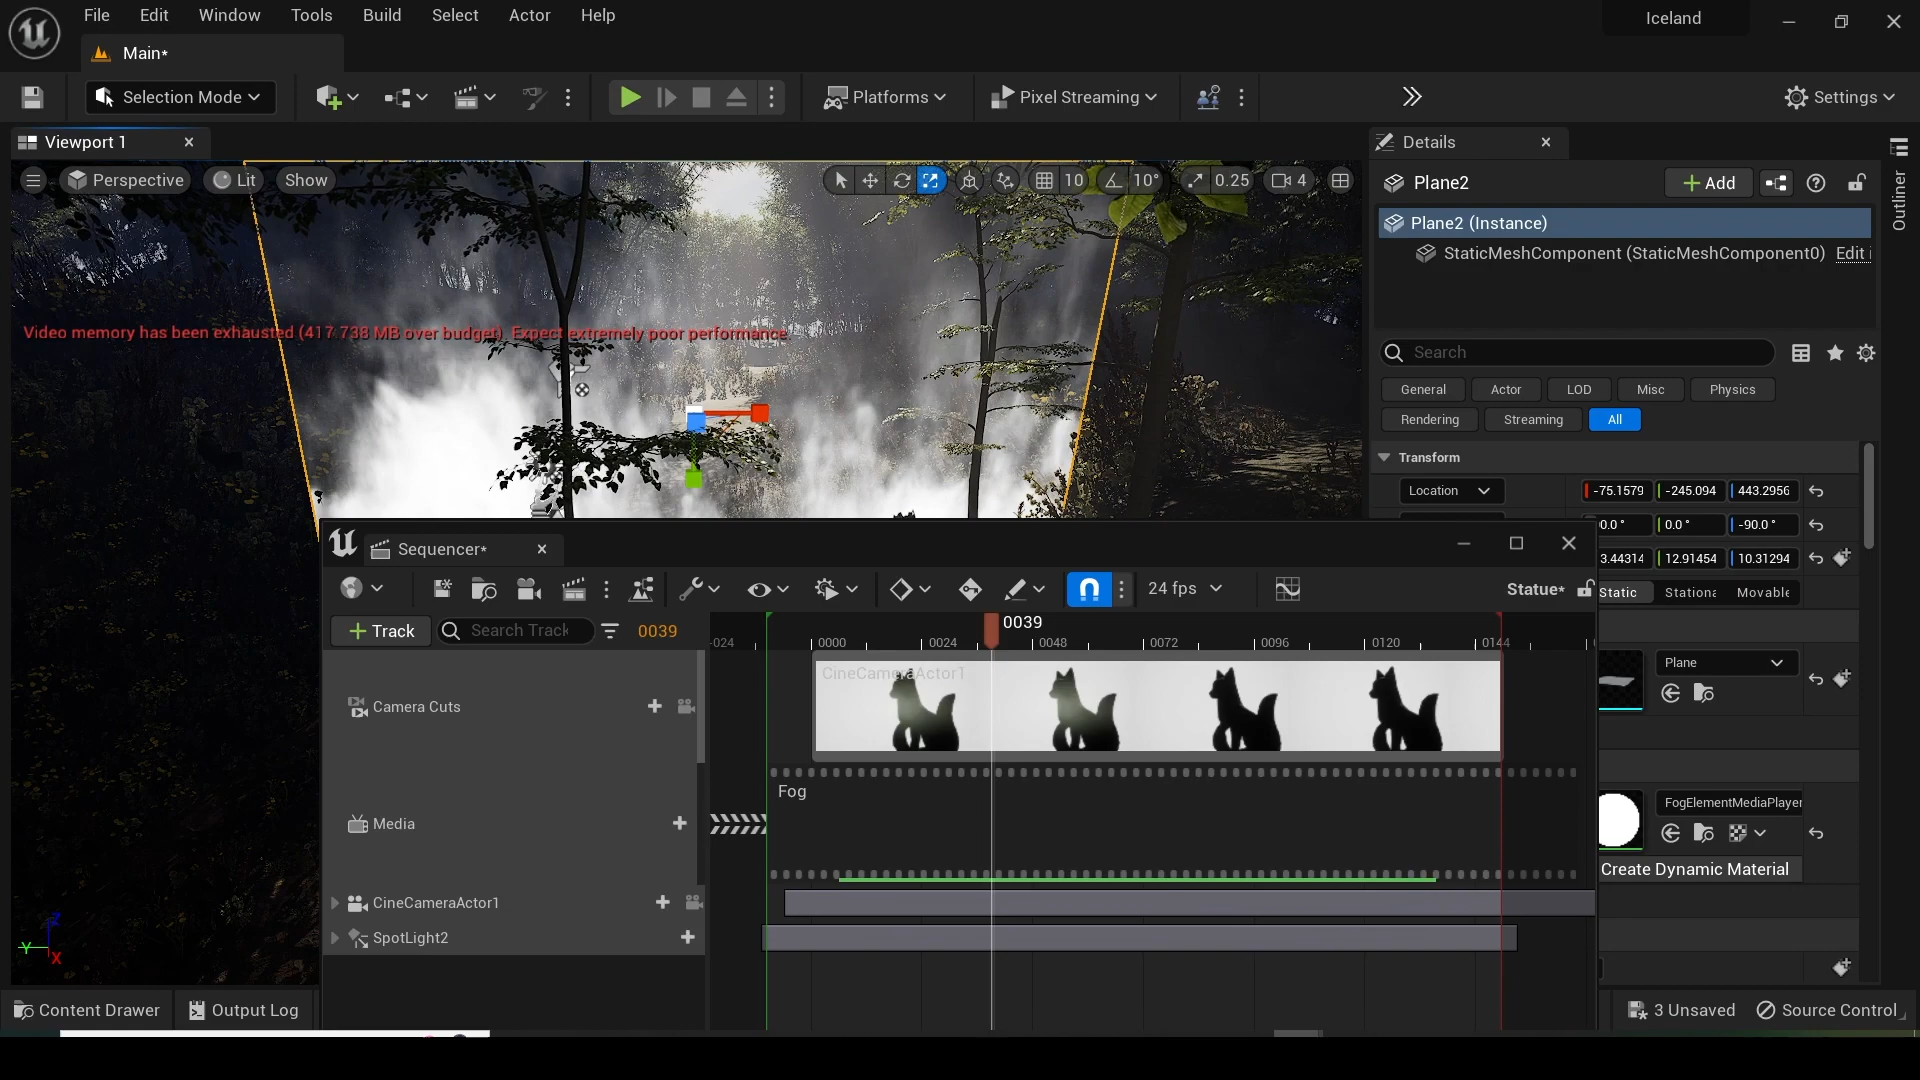 File Edit Window Tools Build Select Actor Help Iceland
Main*
Selection Mode Platforms Pixel Streaming Settings
Viewport 1 Details
Perspective Lit Show 10 10° 0.25 4 Plane2 Add
Outliner
Plane2 (Instance)
StaticMeshComponent (StaticMeshComponent0) Edit i
Video memory has been exhausted (417.738 MB over budget). Expect extremely poor performance.
Search
General Actor LOD Misc Physics
Rendering Streaming All
Transform
Location -75.1579 -245.094 443.2956
0.0° 0.0° -90.0°
3.44314 12.91454 10.31294
Static Stationa Movable
Sequencer*
24 fps Statue*
Track Search Track 0039
0039
-024 0000 0024 0048 0072 0096 0120 0144
CineCameraActor1
Camera Cuts
Plane
Fog
Media
FogElementMediaPlayer
Create Dynamic Material
CineCameraActor1
SpotLight2
Z
Y
X
Content Drawer Output Log 3 Unsaved Source Control